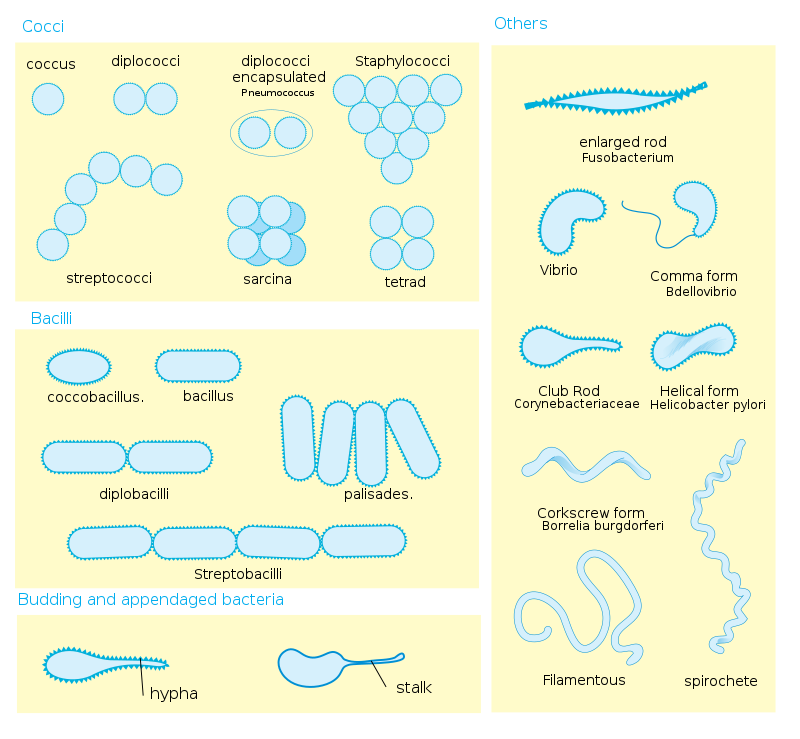 Cocci
coccus
diplococci
diplococci
encapsulated
Pneumococcus
Staphylococci
streptococci
sarcina
tetrad
Bacilli
coccobacillus.
bacillus
diplobacilli
palisades.
Streptobacilli
Budding and appendaged bacteria
hypha
stalk
Others
enlarged rod
Fusobacterium
Vibrio
Comma form
Bdellovibrio
Club Rod
Corynebacteriaceae
Helical form
Helicobacter pylori
Corkscrew form
Borrelia burgdorferi
Filamentous
spirochete